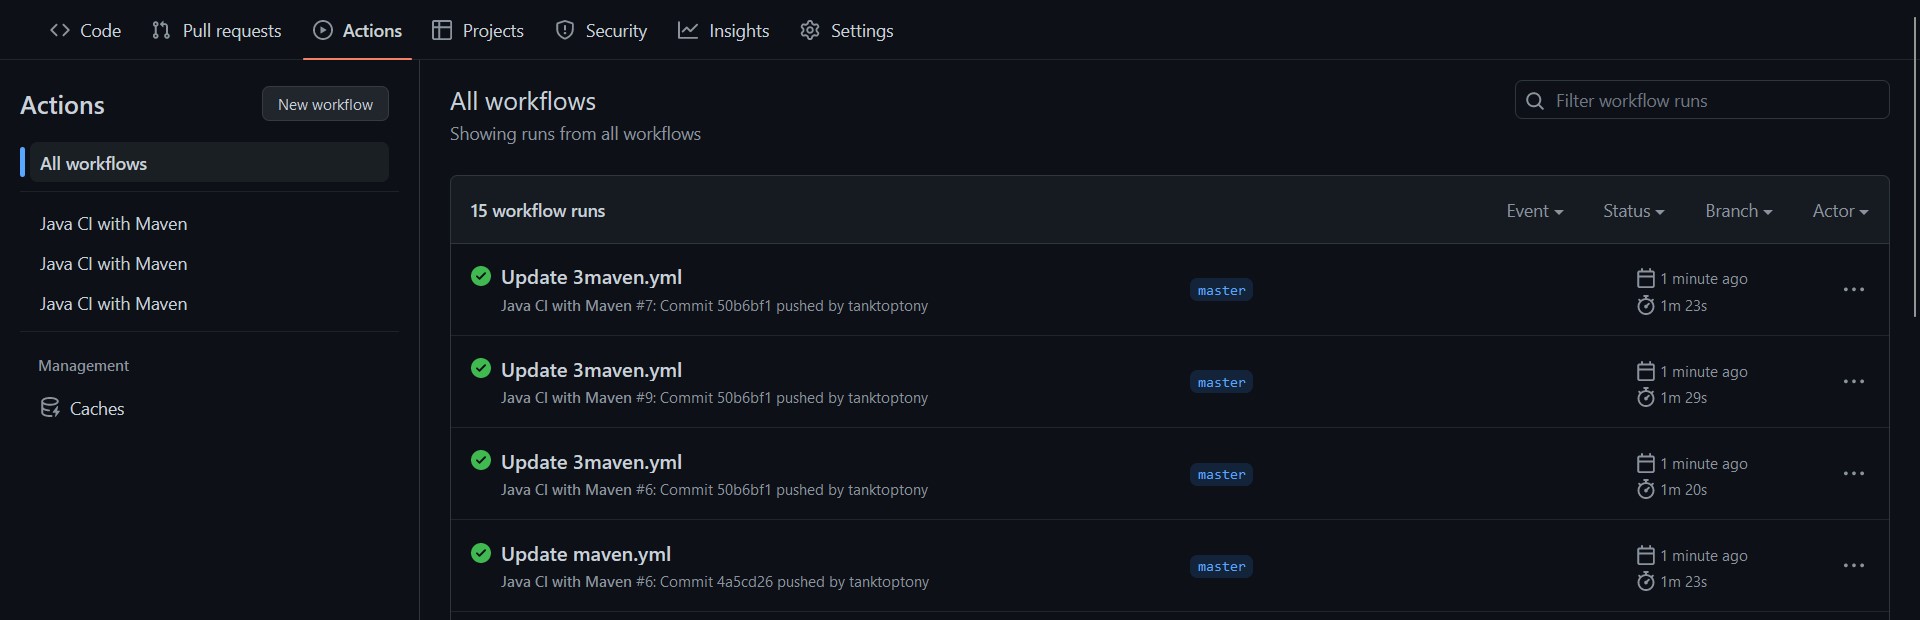 Code Pull requests Actions Projects Security Insights Settings
Actions
New workflow
All workflows
Java CI with Maven
Java CI with Maven
Java CI with Maven
Management
Caches
All workflows
Showing runs from all workflows
Filter workflow runs
15 workflow runs
Event Status Branch Actor
Update 3maven.yml
Java CI with Maven #7: Commit 50b6bf1 pushed by tanktoptony
master
1 minute ago
1m 23s
Update 3maven.yml
Java CI with Maven #9: Commit 50b6bf1 pushed by tanktoptony
master
1 minute ago
1m 29s
Update 3maven.yml
Java CI with Maven #6: Commit 50b6bf1 pushed by tanktoptony
master
1 minute ago
1m 20s
Update maven.yml
Java CI with Maven #6: Commit 4a5cd26 pushed by tanktoptony
master
1 minute ago
1m 23s